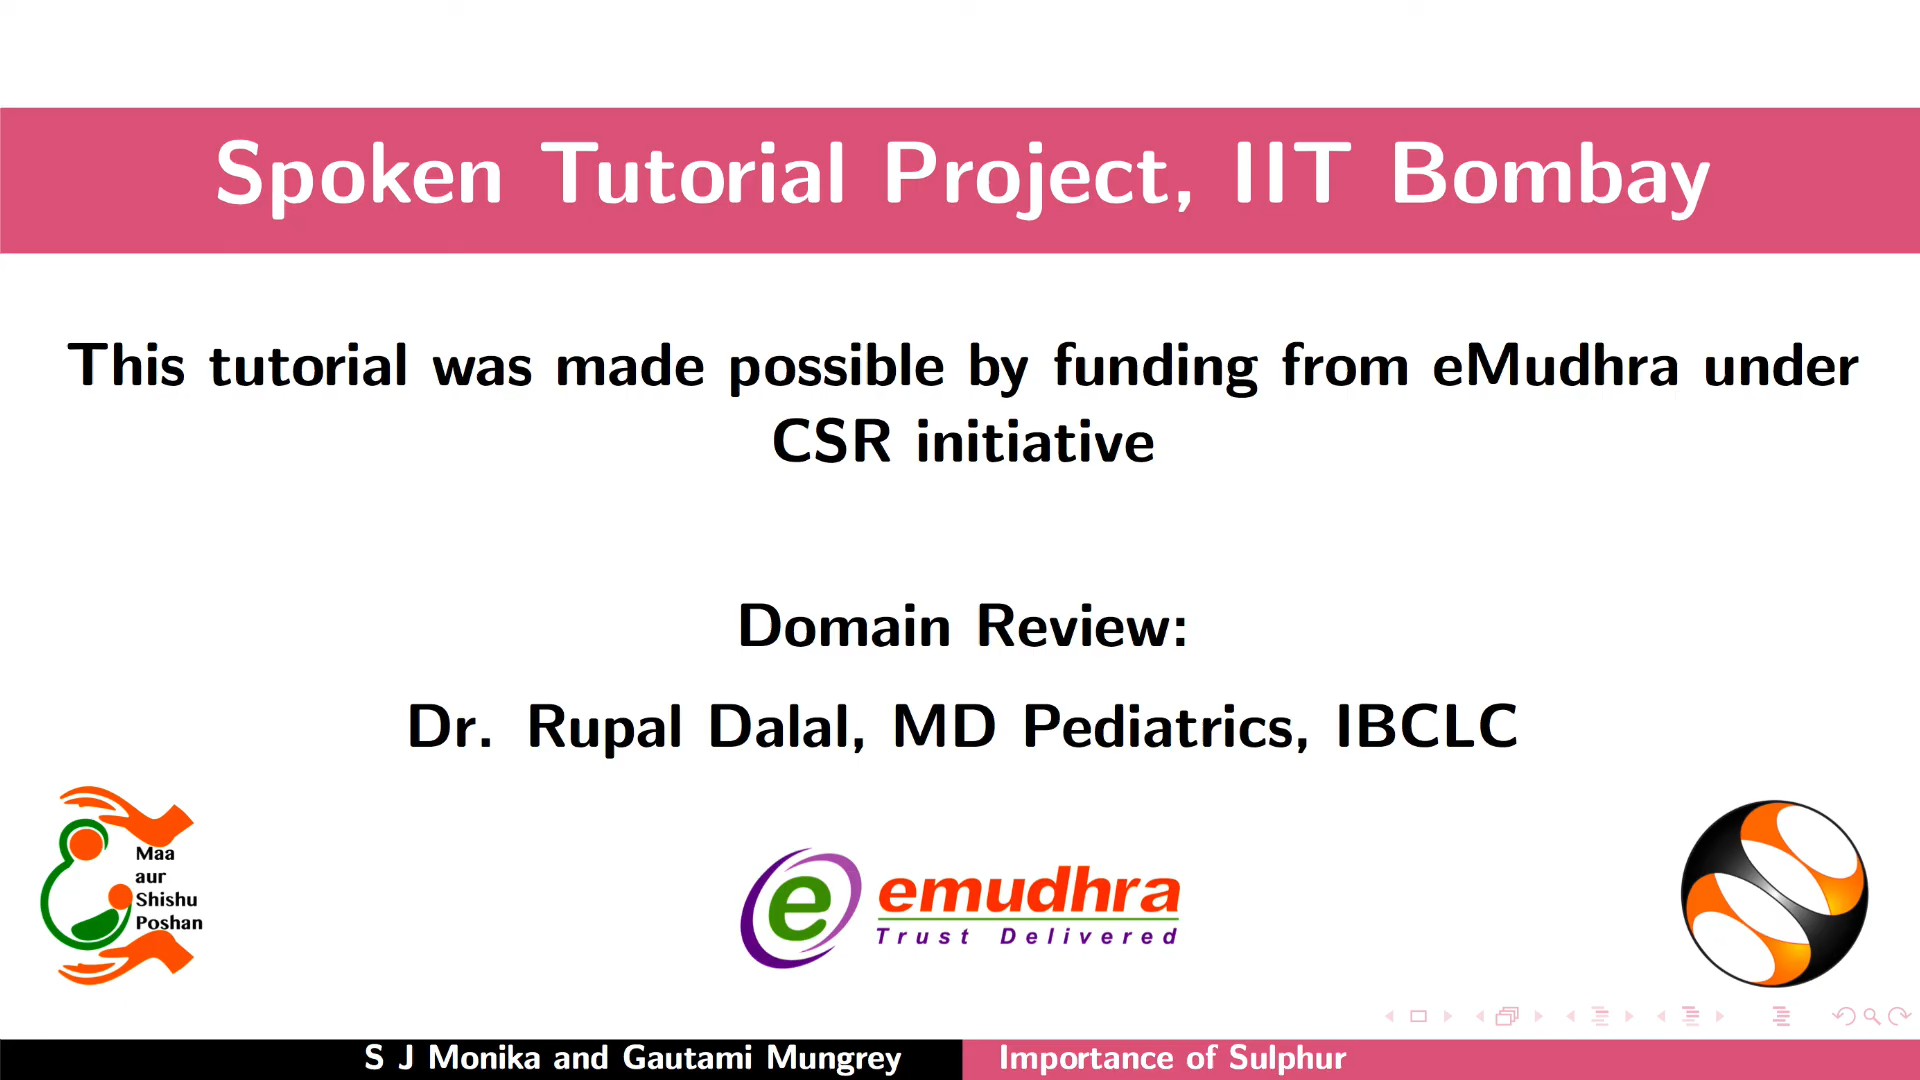 Spoken Tutorial Project, IIT Bombay
This tutorial was made possible by funding from eMudhra under
CSR initiative
Domain Review:
Dr. Rupal Dalal, MD Pediatrics, IBCLC
Maa
aur
Shishu
Poshan
e emudhra
Trust Delivered
S J Monika and Gautami Mungrey
Importance of Sulphur